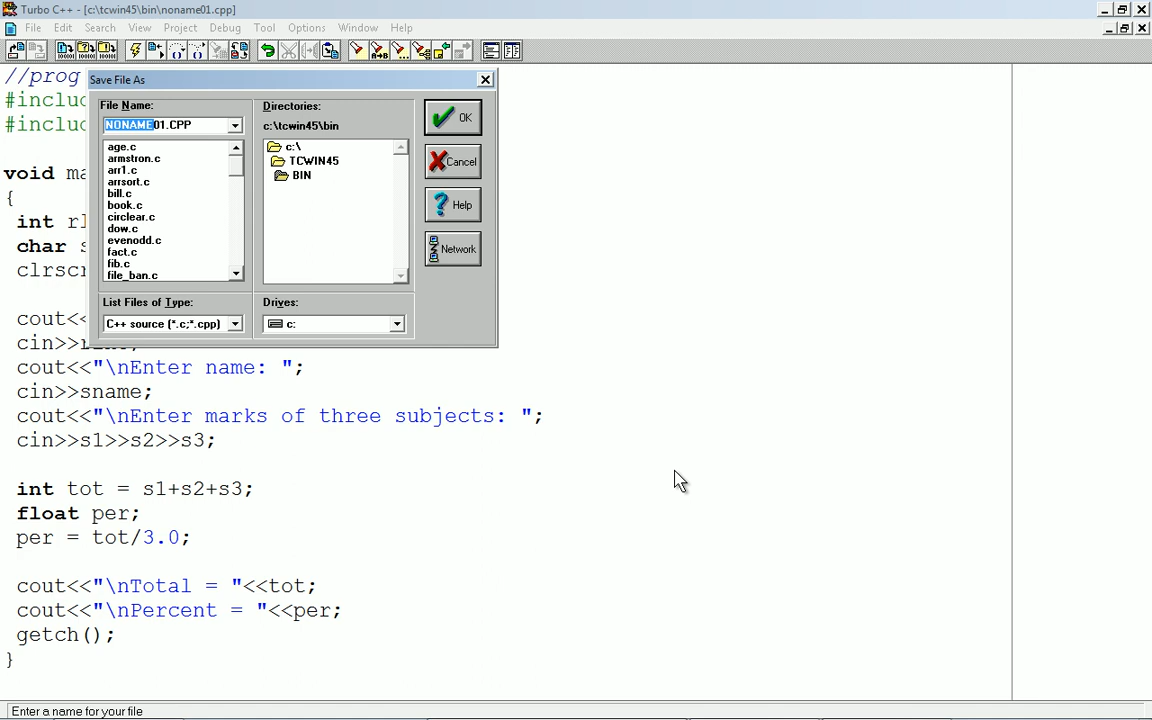 Turbo C++ - [c:\tcwin45\bin\noname01.cpp]
File Edit Search View Project Debug Tool Options Window Help
//prog
#includ
#includ
void ma
{
int rl
char s
clrscr
cout<<
cin>>
cout<<"\nEnter name: ";
cin>>sname;
cout<<"\nEnter marks of three subjects: ";
cin>>s1>>s2>>s3;
int tot = s1+s2+s3;
float per;
per = tot/3.0;
cout<<"\nTotal = "<<tot;
cout<<"\nPercent = "<<per;
getch();
}
Save File As
File Name:
NONAME01.CPP
age.c
armstron.c
arr1.c
arrsort.c
bill.c
book.c
circlear.c
dow.c
evenodd.c
fact.c
fib.c
file_ban.c
List Files of Type:
C++ source (*.c;*.cpp)
Directories:
c:\tcwin45\bin
c:\
TCWIN45
BIN
Drives:
c:
OK
Cancel
Help
Network
Enter a name for your file